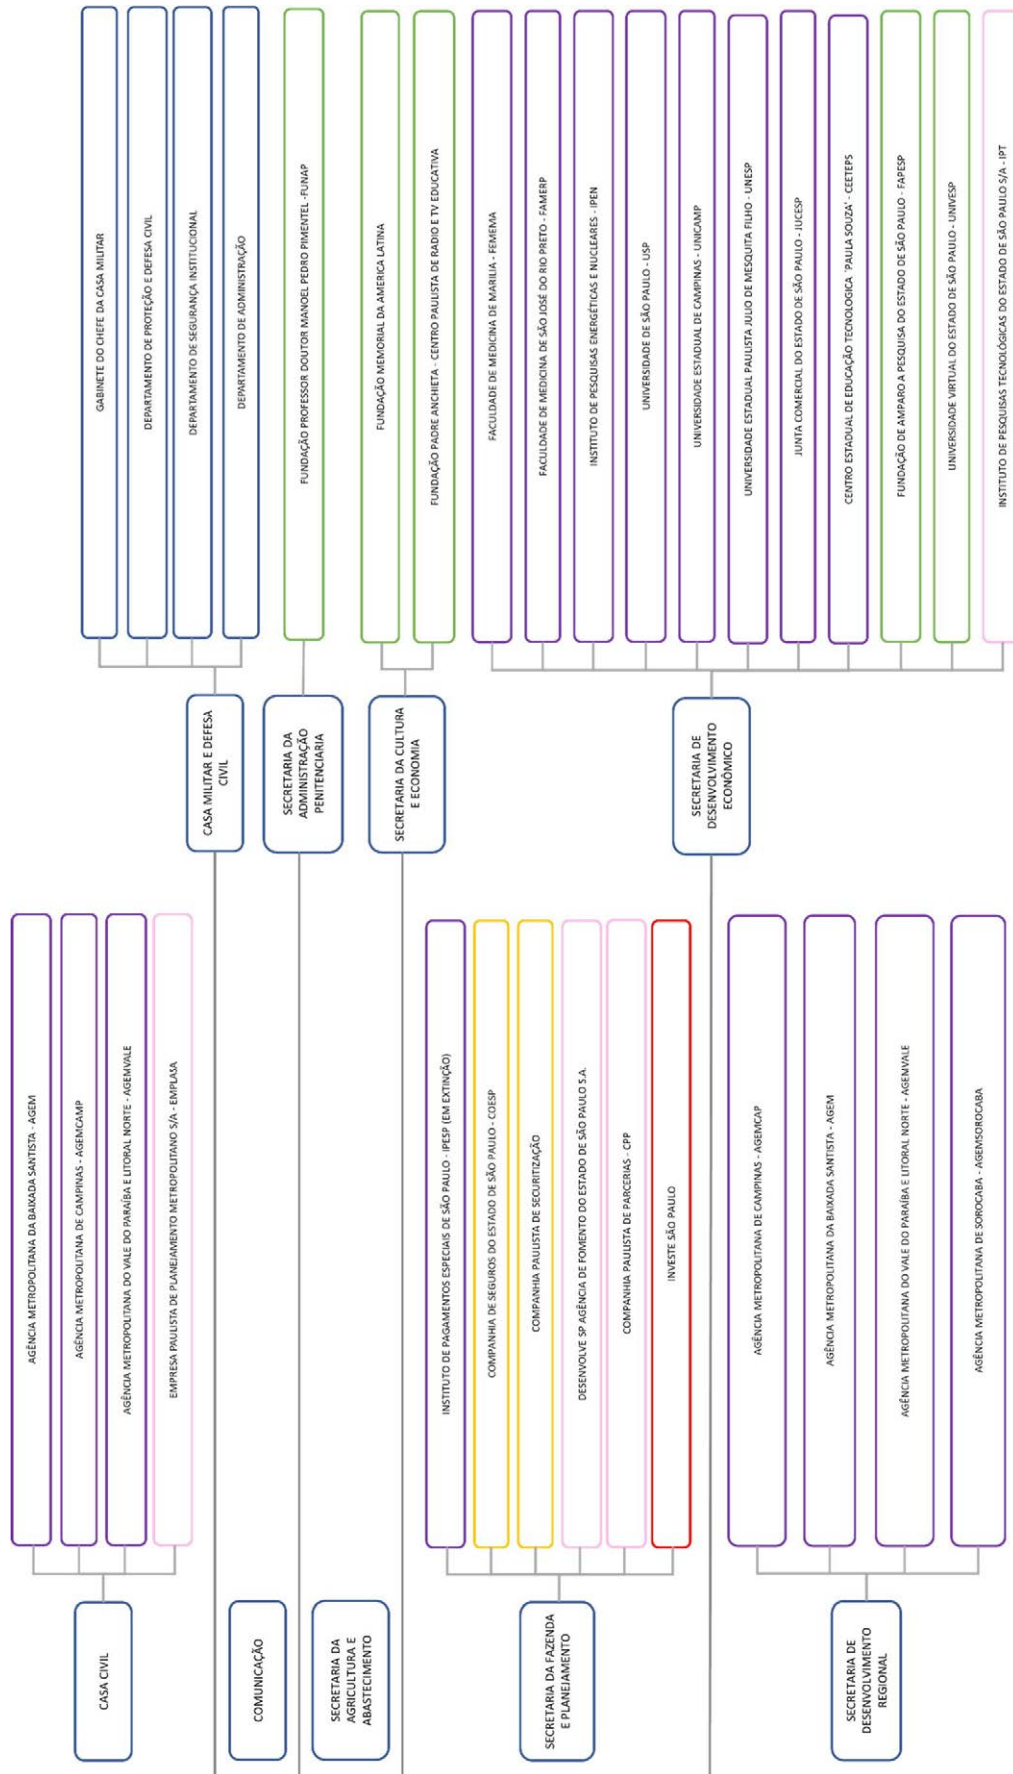 CASA CIVIL
AGÊNCIA METROPOLITANA DA BAIXADA SANTISTA - AGEM
AGÊNCIA METROPOLITANA DE CAMPINAS - AGEMCAMP
AGÊNCIA METROPOLITANA DO VALE DO PARAÍBA E LITORAL NORTE - AGEMVALE
EMPRESA PAULISTA DE PLANEJAMENTO METROPOLITANO S/A - EMPLASA
CASA MILITAR E DEFESA
CIVIL
GABINETE DO CHEFE DA CASA MILITAR
DEPARTAMENTO DE PROTEÇÃO E DEFESA CIVIL
DEPARTAMENTO DE SEGURANÇA INSTITUCIONAL
DEPARTAMENTO DE ADMINISTRAÇÃO
COMUNICAÇÃO
SECRETARIA DA
ADMINISTRAÇÃO
PENITENCIARIA
FUNDAÇÃO PROFESSOR DOUTOR MANOEL PEDRO PIMENTEL -FUNAP
SECRETARIA DA
AGRICULTURA E
ABASTECIMENTO
SECRETARIA DA CULTURA
E ECONOMIA
FUNDAÇÃO MEMORIAL DA AMERICA LATINA
FUNDAÇÃO PADRE ANCHIETA - CENTRO PAULISTA DE RADIO E TV EDUCATIVA
SECRETARIA DA FAZENDA
E PLANEJAMENTO
INSTITUTO DE PAGAMENTOS ESPECIAIS DE SÃO PAULO - IPESP (EM EXTINÇÃO)
COMPANHIA DE SEGUROS DO ESTADO DE SÃO PAULO - COESP
COMPANHIA PAULISTA DE SECURITIZAÇÃO
DESENVOLVE SP AGÊNCIA DE FOMENTO DO ESTADO DE SÃO PAULO S.A.
COMPANHIA PAULISTA DE PARCERIAS - CPP
INVESTE SÃO PAULO
SECRETARIA DE
DESENVOLVIMENTO
ECONÔMICO
FACULDADE DE MEDICINA DE MARILIA - FEMEMA
FACULDADE DE MEDICINA DE SÃO JOSÉ DO RIO PRETO - FAMERP
INSTITUTO DE PESQUISAS ENERGÉTICAS E NUCLEARES - IPEN
UNIVERSIDADE DE SÃO PAULO - USP
UNIVERSIDADE ESTADUAL DE CAMPINAS - UNICAMP
UNIVERSIDADE ESTADUAL PAULISTA JULIO DE MESQUITA FILHO - UNESP
JUNTA COMERCIAL DO ESTADO DE SÃO PAULO - JUCESP
CENTRO ESTADUAL DE EDUCAÇÃO TECNOLOGICA 'PAULA SOUZA' - CEETEPS
FUNDAÇÃO DE AMPARO A PESQUISA DO ESTADO DE SÃO PAULO - FAPESP
UNIVERSIDADE VIRTUAL DO ESTADO DE SÃO PAULO - UNIVESP
INSTITUTO DE PESQUISAS TECNOLÓGICAS DO ESTADO DE SÃO PAULO S/A - IPT
SECRETARIA DE
DESENVOLVIMENTO
REGIONAL
AGÊNCIA METROPOLITANA DE CAMPINAS - AGEMCAP
AGÊNCIA METROPOLITANA DA BAIXADA SANTISTA - AGEM
AGÊNCIA METROPOLITANA DO VALE DO PARAÍBA E LITORAL NORTE - AGEMVALE
AGÊNCIA METROPOLITANA DE SOROCABA - AGEMSOROCABA